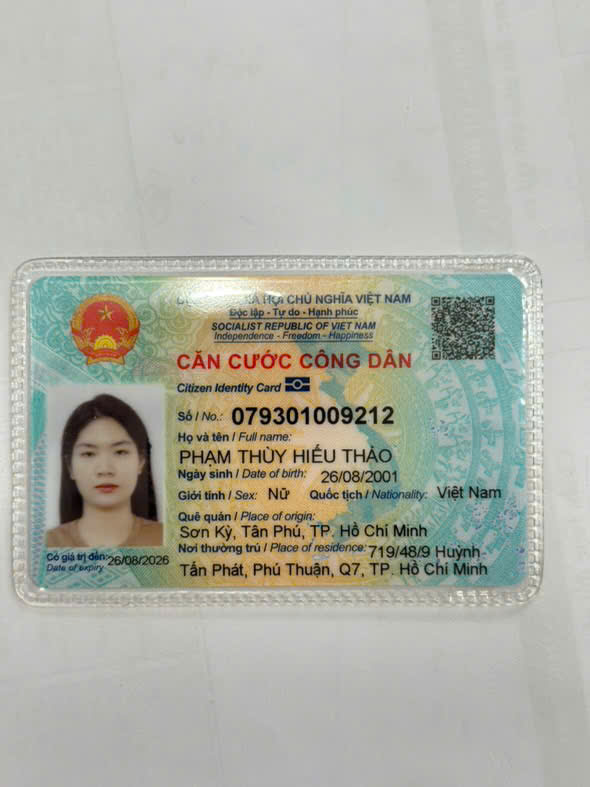 HỘI CHỦ NGHĨA VIỆT NAM
Độc lập - Tự do - Hạnh phúc
SOCIALIST REPUBLIC OF VIET NAM
Independence - Freedom - Happiness
CĂN CƯỚC CÔNG DÂN
Citizen Identity Card
Số / No.: 079301009212
Họ và tên / Full name:
PHẠM THÙY HIẾU THẢO
Ngày sinh / Date of birth: 26/08/2001
Giới tính / Sex: Nữ Quốc tịch / Nationality: Việt Nam
Quê quán / Place of origin:
Sơn Kỳ, Tân Phú, TP. Hồ Chí Minh
Nơi thường trú / Place of residence: 719/48/9 Huỳnh
Tấn Phát, Phú Thuận, Q7, TP. Hồ Chí Minh
Có giá trị đến: 26/08/2026
Date of expiry